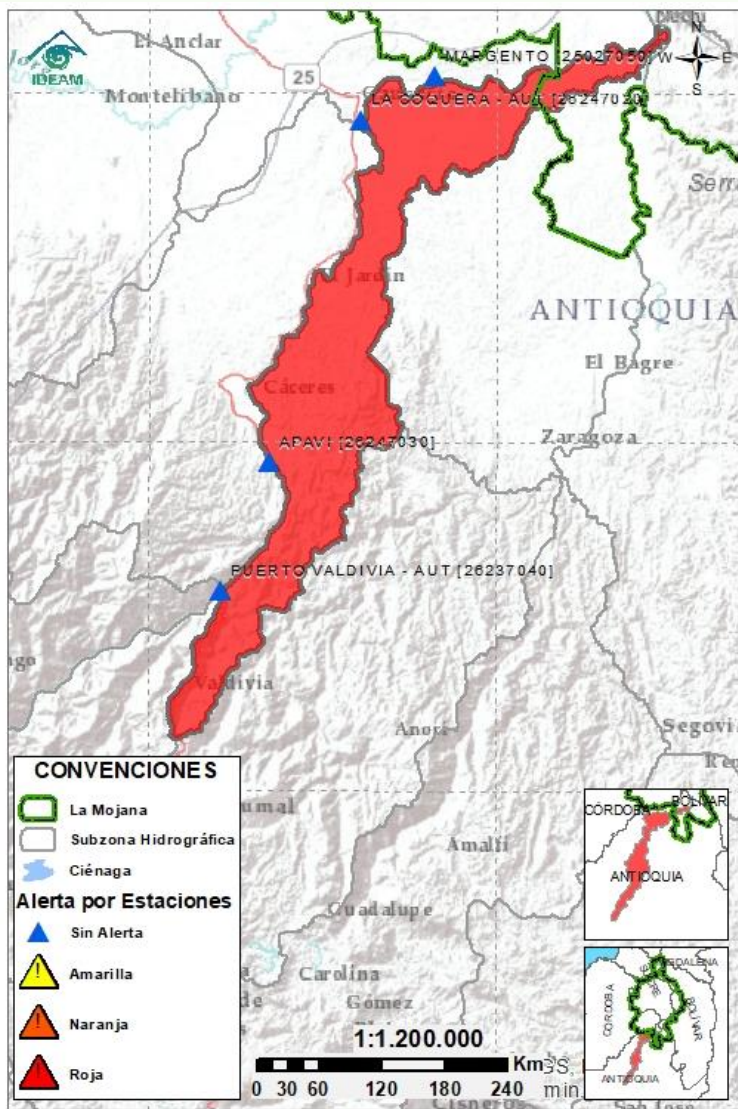 IDEAM
El Anclar
25
Montelíbano
MARGENTO [25027050]
N
W
E
S
LA COQUERA - AUT [26247020]
El Jardín
ANTIOQUIA
El Bagre
Cáceres
Zaragoza
APAVI [26247030]
PUERTO VALDIVIA - AUT [26237040]
Valdivia
Anorí
Segovi
Amalfi
Guadalupe
Carolina
Gómez
Cisneros
CONVENCIONES
La Mojana
Subzona Hidrográfica
Ciénaga
Alerta por Estaciones
Sin Alerta
Amarilla
Naranja
Roja
1:1.200.000
Km
0 30 60 120 180 240
CÓRDOBA
BOLÍVAR
ANTIOQUIA
SUCRE
CÓRDOBA
BOLÍVAR
ANTIOQUIA